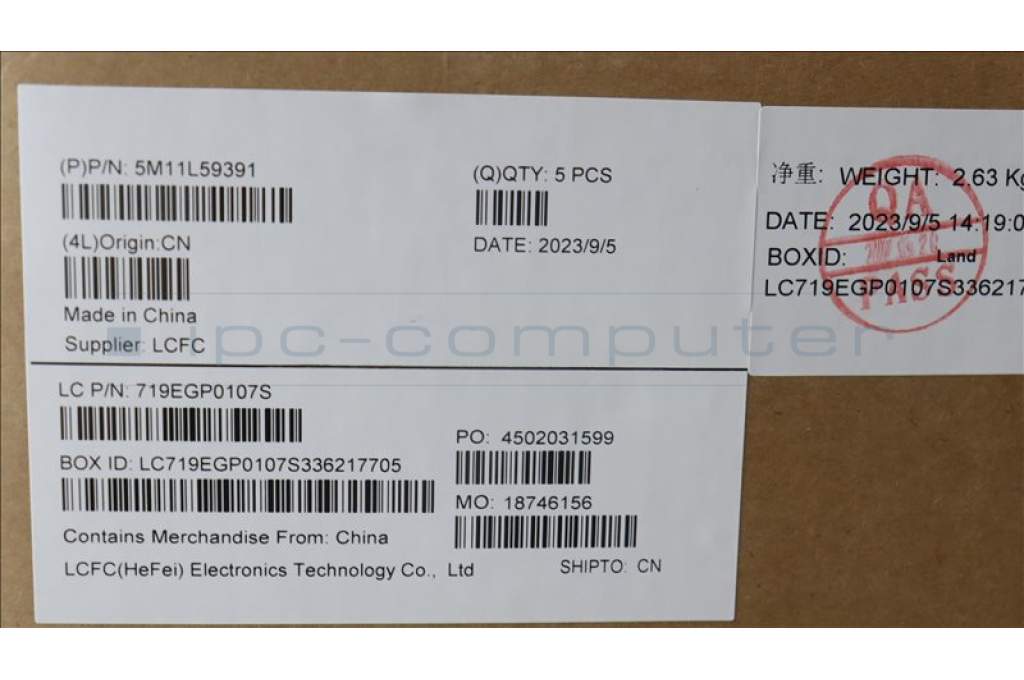 (P)P/N: 5M11L59391
(Q)QTY: 5 PCS
(4L)Origin:CN
DATE: 2023/9/5
Made in China
Supplier: LCFC
LC P/N: 719EGP0107S
PO: 4502031599
BOX ID: LC719EGP0107S336217705
MO: 18746156
Contains Merchandise From: China
LCFC(HeFei) Electronics Technology Co., Ltd
SHIPTO: CN
净重: WEIGHT: 2.63 Kg
DATE: 2023/9/5 14:19:0
BOXID: Land
LC719EGP0107S336217
QA
PASS
ipc-computer